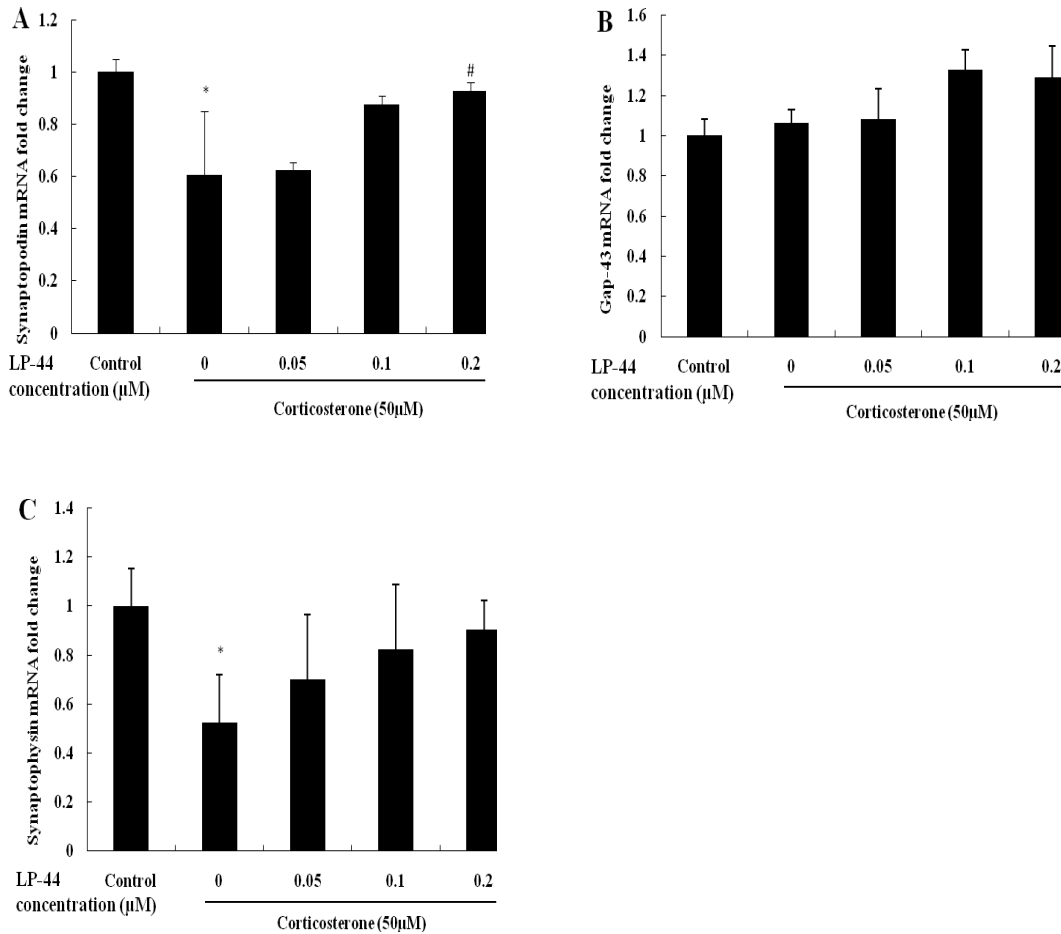 A
Synaptopodin mRNA fold change
1.2
1
0.8
0.6
0.4
0.2
0
*
#
LP-44 Control 0 0.05 0.1 0.2
concentration (μM)
Corticosterone (50μM)
B
Gap-43 mRNA fold change
1.6
1.4
1.2
1
0.8
0.6
0.4
0.2
0
LP-44 Control 0 0.05 0.1 0.2
concentration (μM)
Corticosterone (50μM)
C
Synaptophysin mRNA fold change
1.4
1.2
1
0.8
0.6
0.4
0.2
0
*
LP-44 Control 0 0.05 0.1 0.2
concentration (μM)
Corticosterone (50μM)